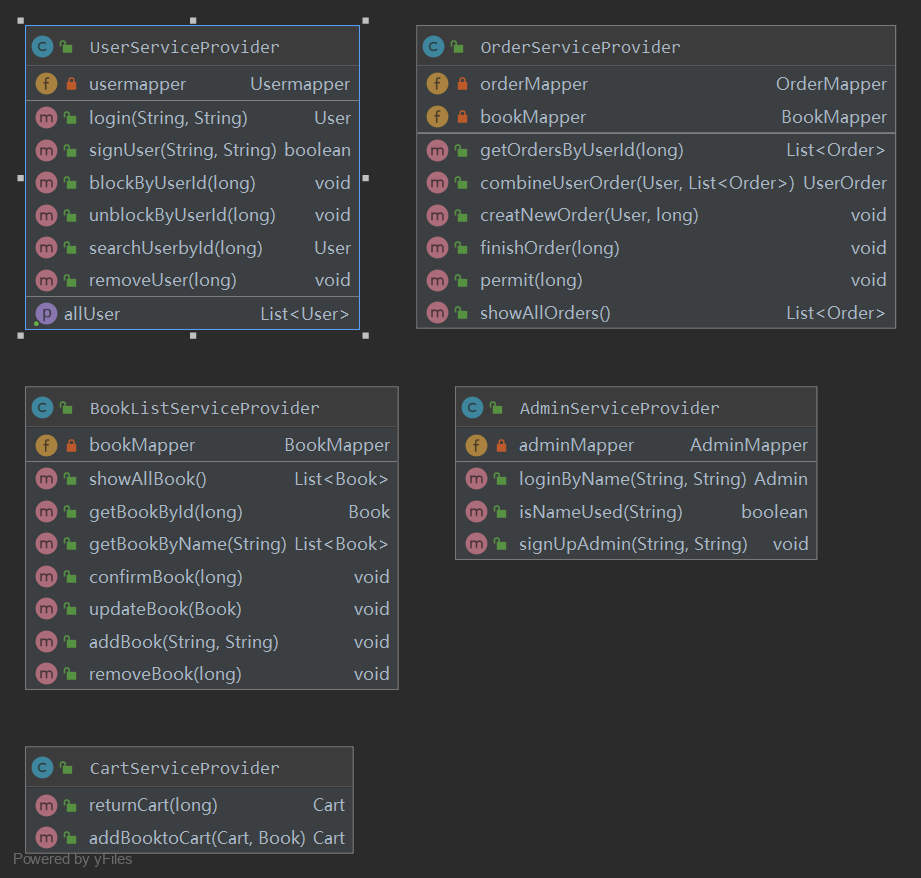 UserServiceProvider
usermapper Usermapper
login(String, String) User
signUser(String, String) boolean
blockByUserId(long) void
unblockByUserId(long) void
searchUserbyId(long) User
removeUser(long) void
allUser List<User>
OrderServiceProvider
orderMapper OrderMapper
bookMapper BookMapper
getOrdersByUserId(long) List<Order>
combineUserOrder(User, List<Order>) UserOrder
creatNewOrder(User, long) void
finishOrder(long) void
permit(long) void
showAllOrders() List<Order>
BookListServiceProvider
bookMapper BookMapper
showAllBook() List<Book>
getBookById(long) Book
getBookByName(String) List<Book>
confirmBook(long) void
updateBook(Book) void
addBook(String, String) void
removeBook(long) void
AdminServiceProvider
adminMapper AdminMapper
loginByName(String, String) Admin
isNameUsed(String) boolean
signUpAdmin(String, String) void
CartServiceProvider
returnCart(long) Cart
addBooktoCart(Cart, Book) Cart
Powered by yFiles